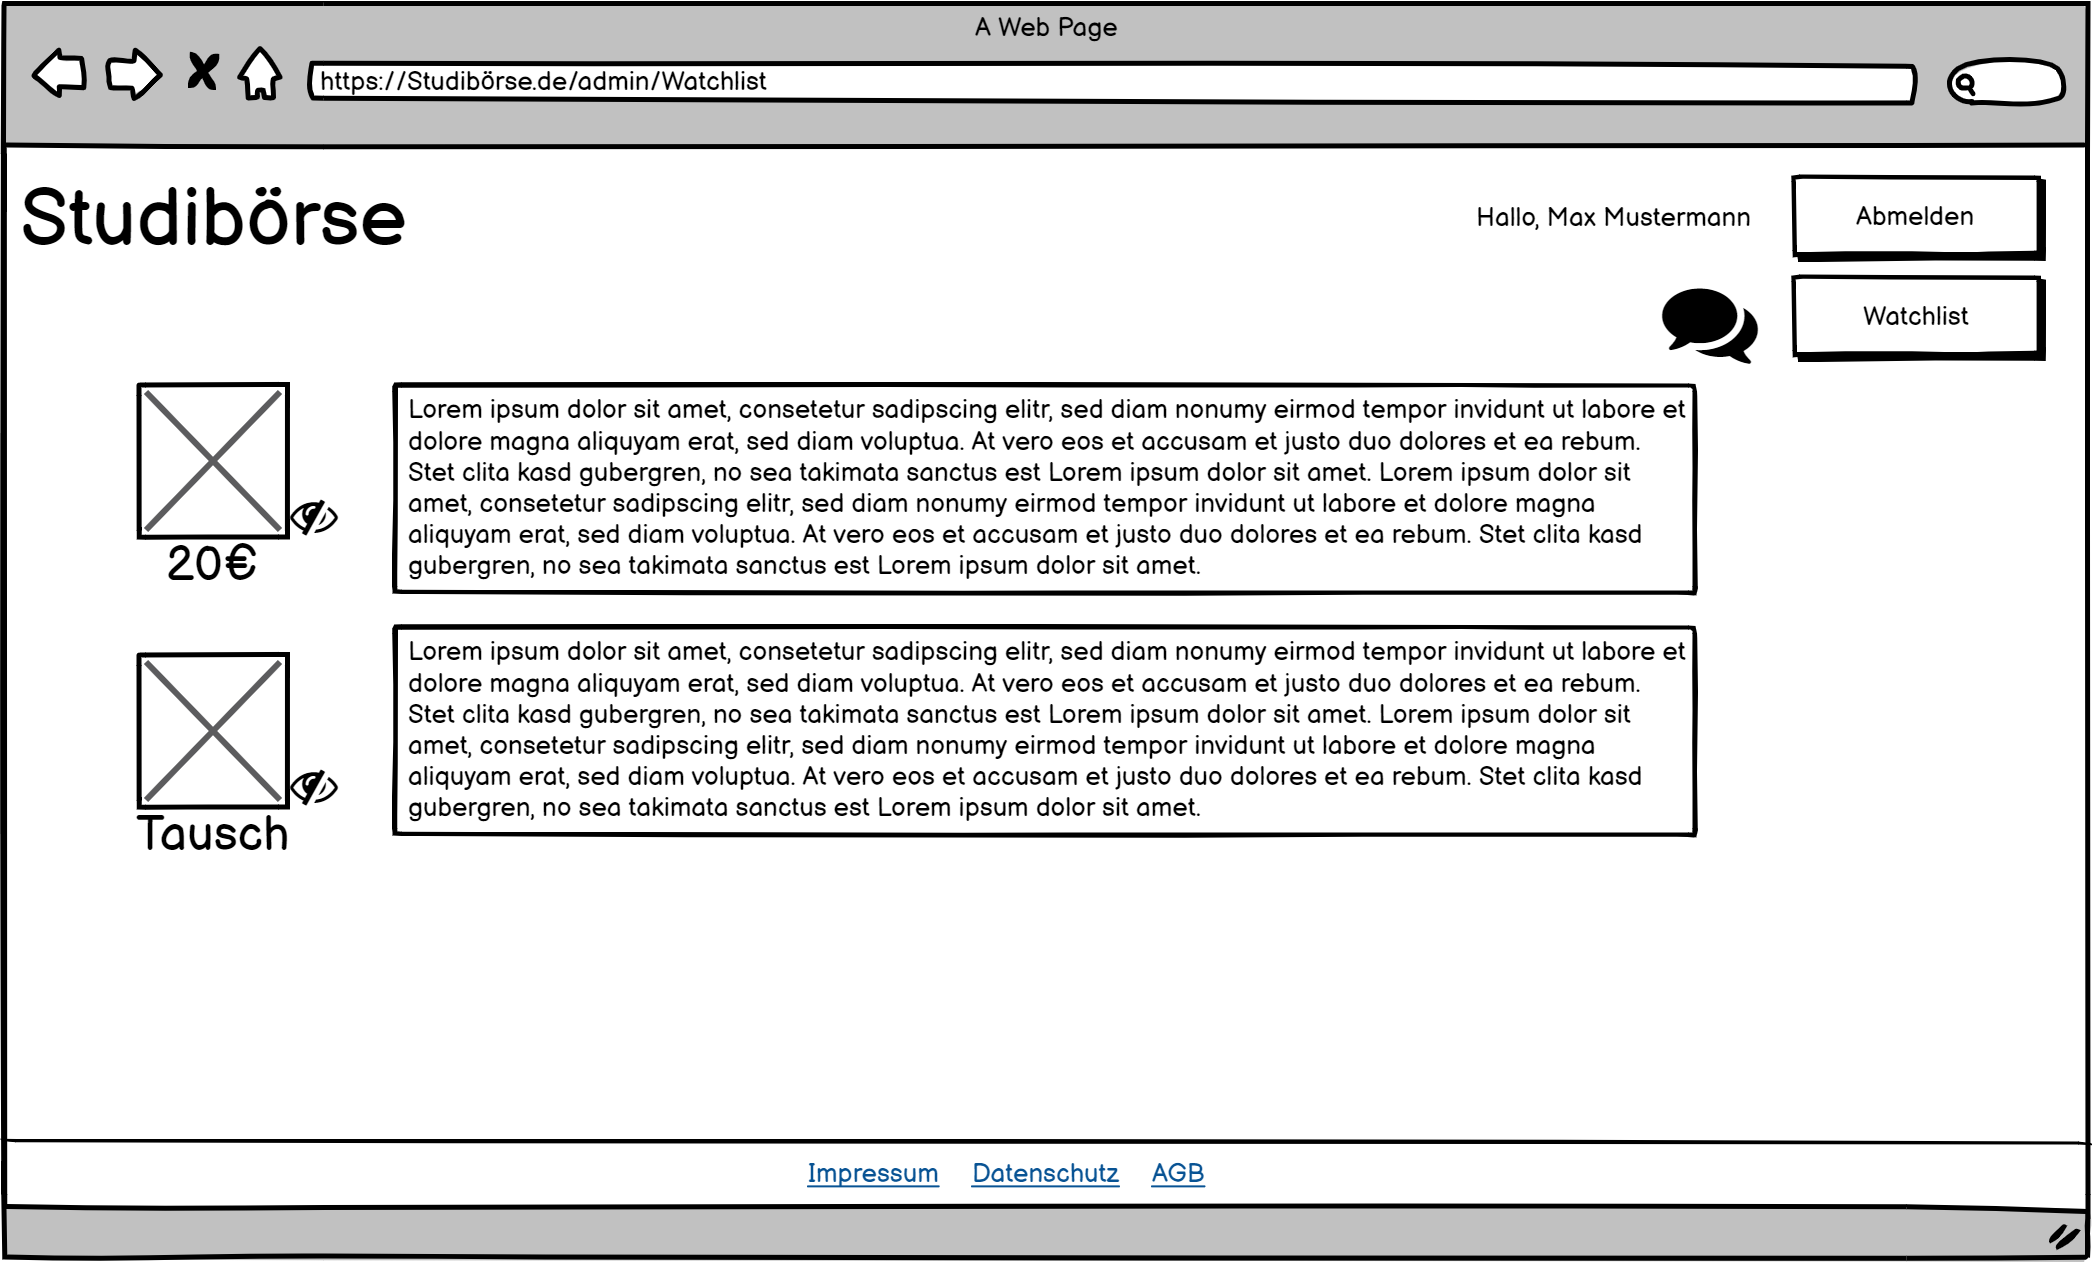 A Web Page
https://Studibörse.de/admin/Watchlist
Studibörse
Hallo, Max Mustermann
Abmelden
Watchlist
Lorem ipsum dolor sit amet, consetetur sadipscing elitr, sed diam nonumy eirmod tempor invidunt ut labore et
dolore magna aliquyam erat, sed diam voluptua. At vero eos et accusam et justo duo dolores et ea rebum.
Stet clita kasd gubergren, no sea takimata sanctus est Lorem ipsum dolor sit amet. Lorem ipsum dolor sit
amet, consetetur sadipscing elitr, sed diam nonumy eirmod tempor invidunt ut labore et dolore magna
aliquyam erat, sed diam voluptua. At vero eos et accusam et justo duo dolores et ea rebum. Stet clita kasd
gubergren, no sea takimata sanctus est Lorem ipsum dolor sit amet.
20€
Lorem ipsum dolor sit amet, consetetur sadipscing elitr, sed diam nonumy eirmod tempor invidunt ut labore et
dolore magna aliquyam erat, sed diam voluptua. At vero eos et accusam et justo duo dolores et ea rebum.
Stet clita kasd gubergren, no sea takimata sanctus est Lorem ipsum dolor sit amet. Lorem ipsum dolor sit
amet, consetetur sadipscing elitr, sed diam nonumy eirmod tempor invidunt ut labore et dolore magna
aliquyam erat, sed diam voluptua. At vero eos et accusam et justo duo dolores et ea rebum. Stet clita kasd
gubergren, no sea takimata sanctus est Lorem ipsum dolor sit amet.
Tausch
Impressum Datenschutz AGB